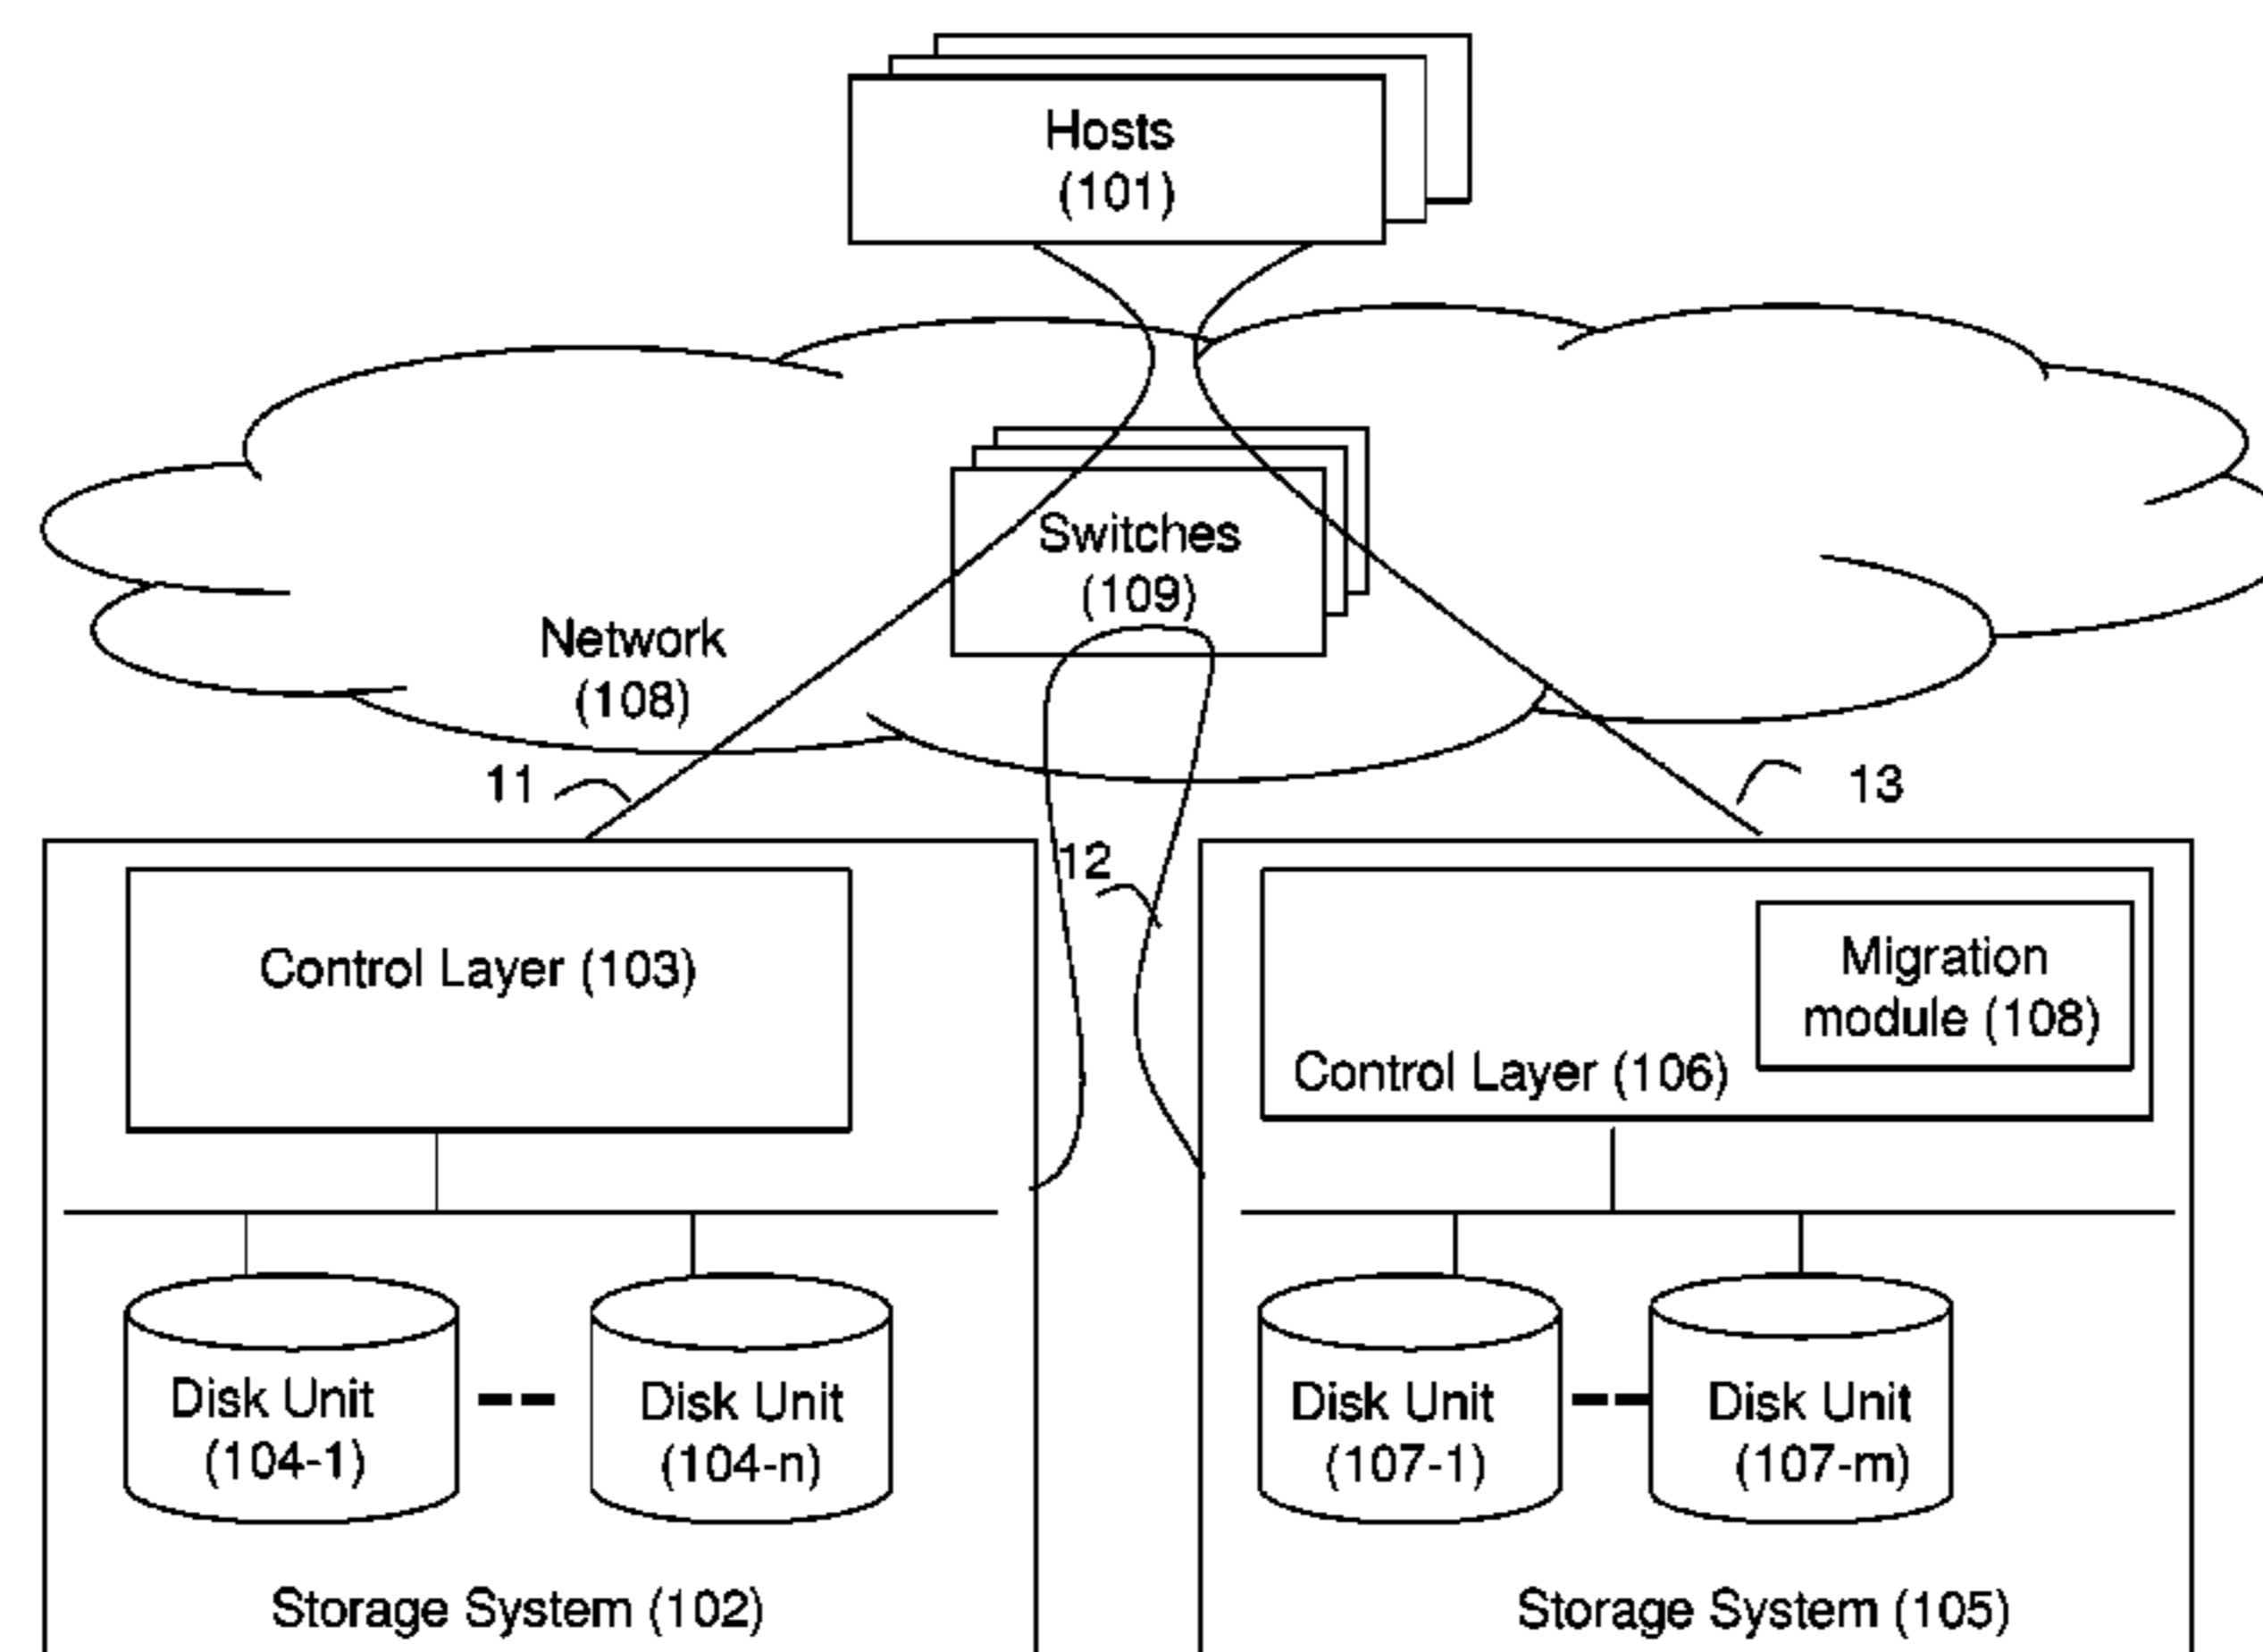 Hosts
(101)
Switches
(109)
Network
(108)
11
13
12
Control Layer (103)
Migration
module (108)
Control Layer (106)
Disk Unit
(104-1)
Disk Unit
(104-n)
Disk Unit
(107-1)
Disk Unit
(107-m)
Storage System (102)
Storage System (105)